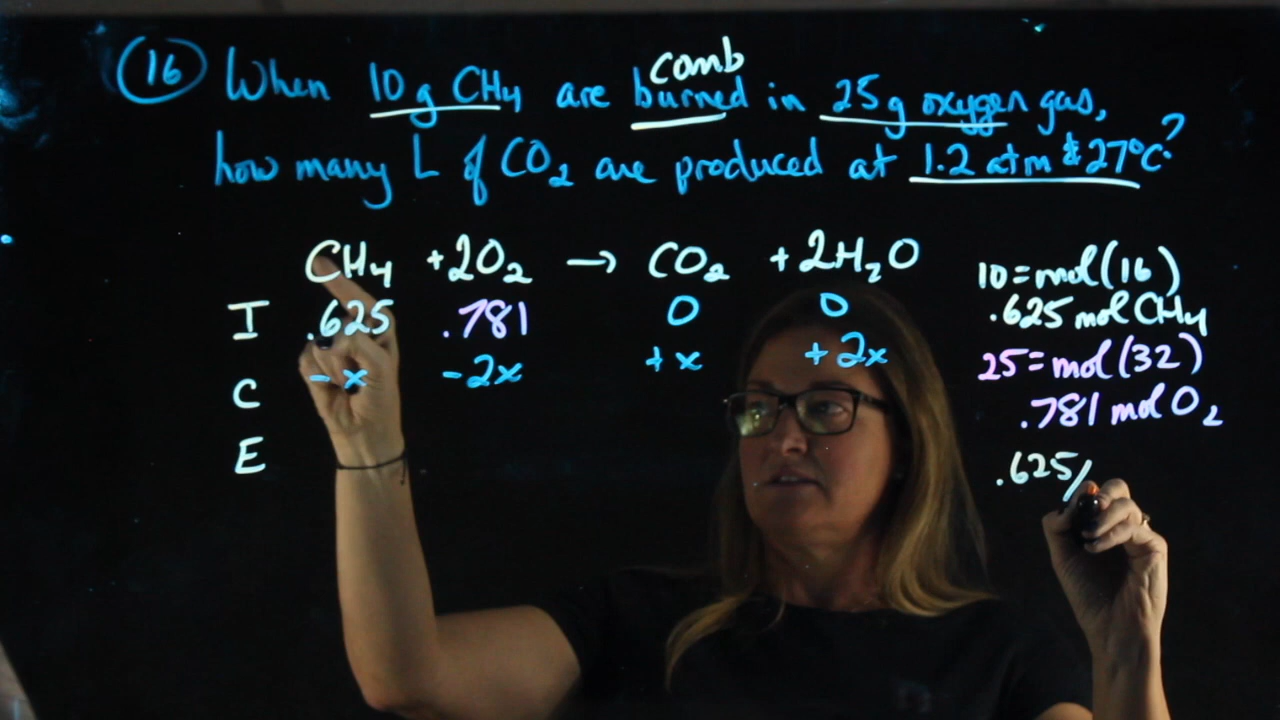 16 When 10 g CH4 are burned in 25 g oxygen gas,
comb
how many L of CO2 are produced at 1.2 atm & 27°C?
CH4 + 2O2 → CO2 + 2H2O
I .625 .781 0 0
C -x -2x +x +2x
E
10 = mol(16)
.625 mol CH4
25 = mol(32)
.781 mol O2
.625/